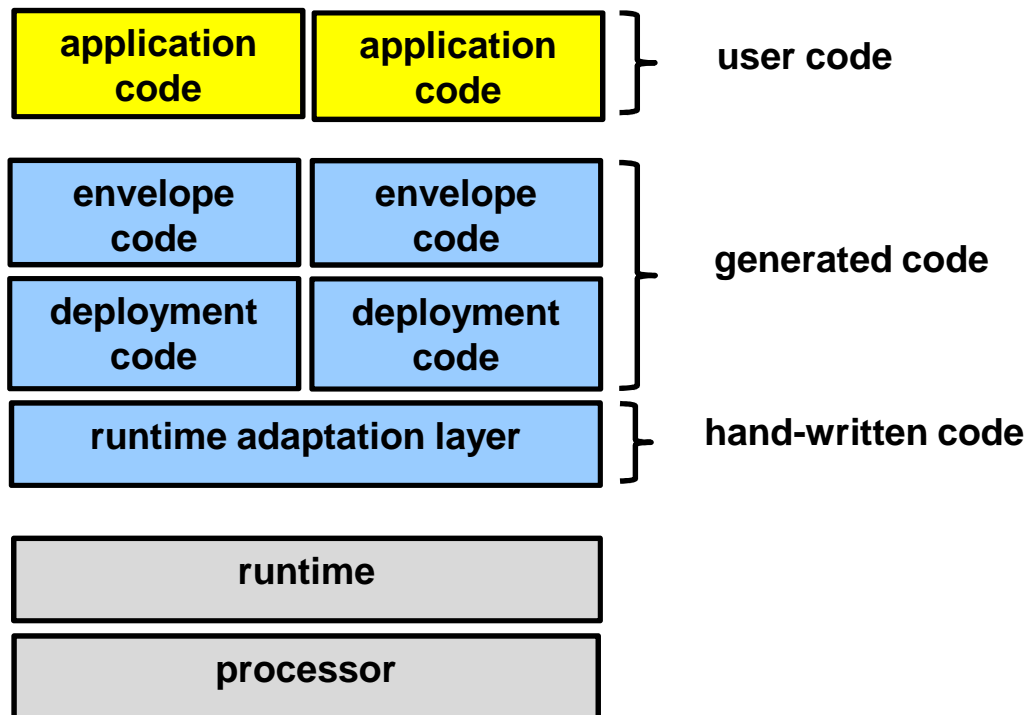 application
code
application
code
user code
envelope
code
envelope
code
generated code
deployment
code
deployment
code
runtime adaptation layer
hand-written code
runtime
processor